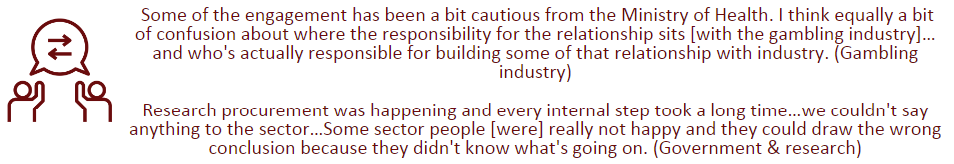 Some of the engagement has been a bit cautious from the Ministry of Health. I think equally a bit
of confusion about where the responsibility for the relationship sits [with the gambling industry]...
and who's actually responsible for building some of that relationship with industry. (Gambling
industry)
Research procurement was happening and every internal step took a long time...we couldn't say
anything to the sector...Some sector people [were] really not happy and they could draw the wrong
conclusion because they didn't know what's going on. (Government & research)